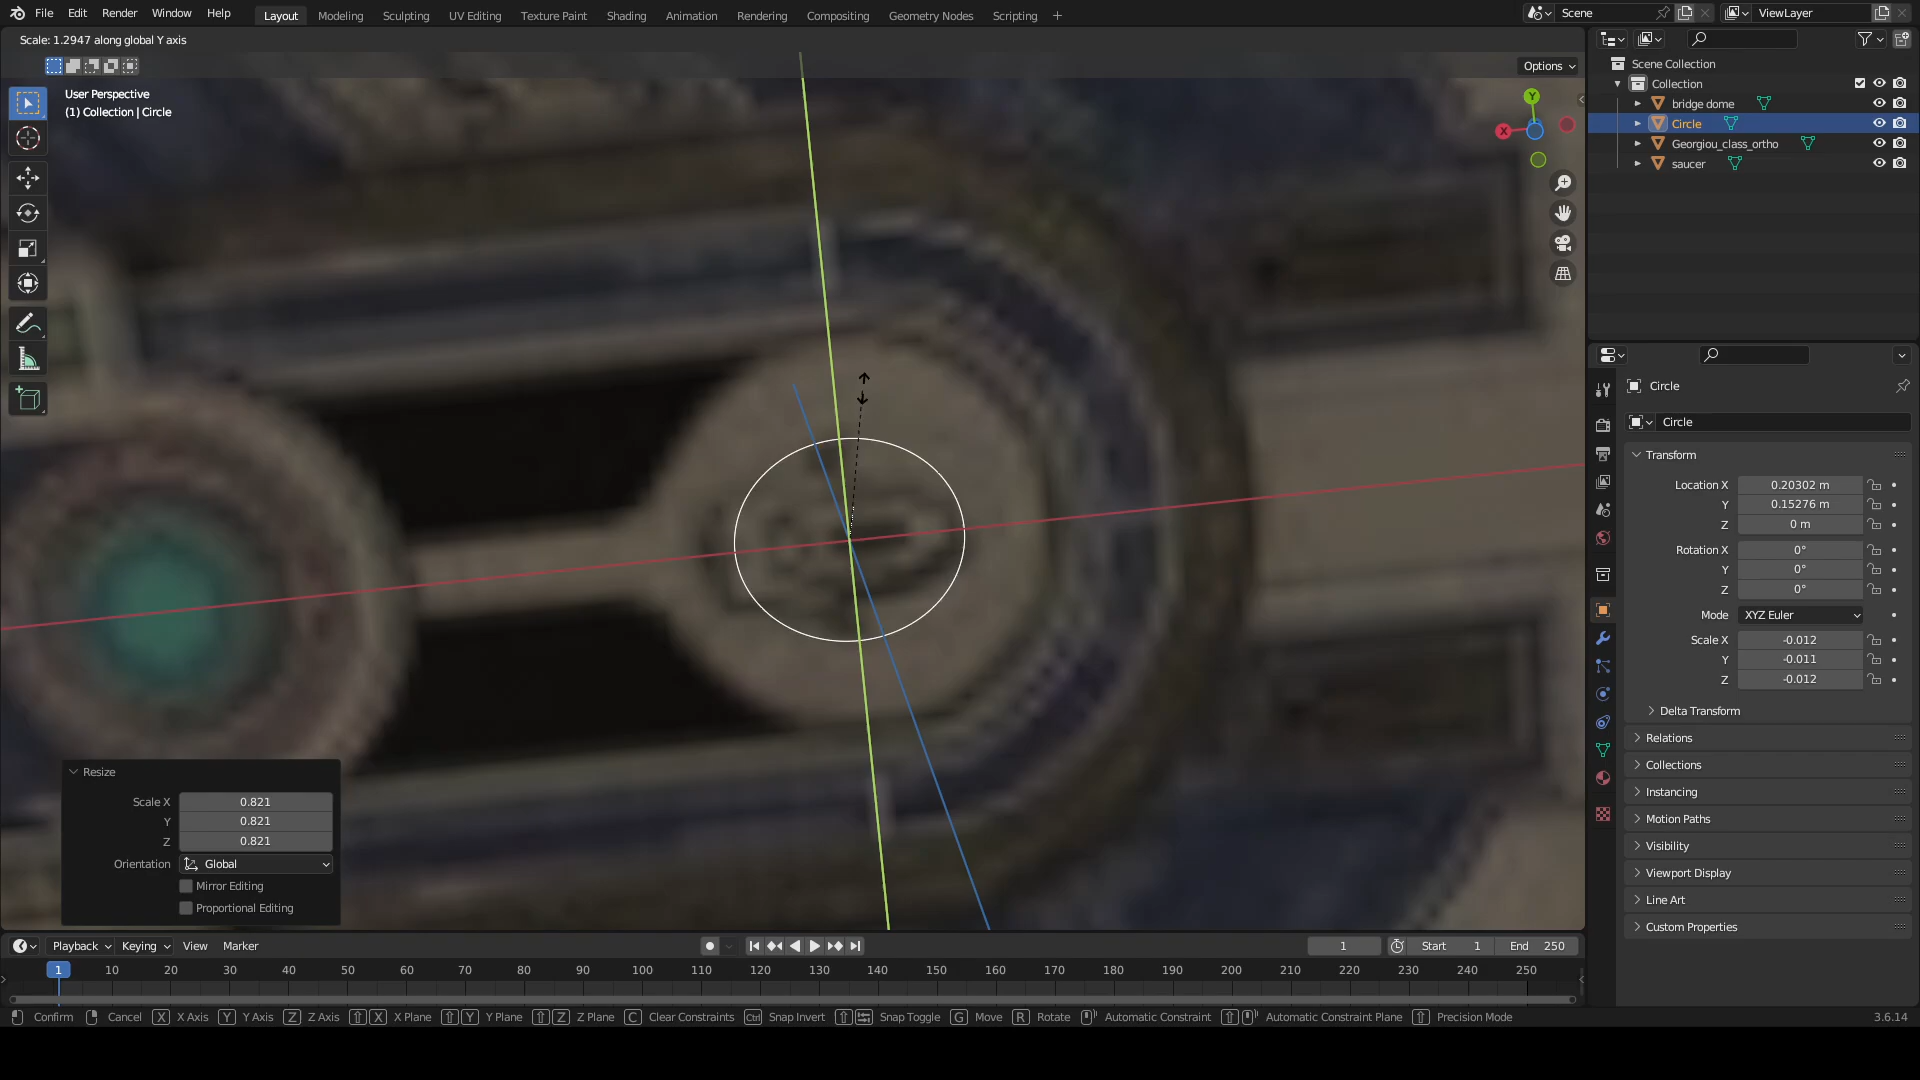 File Edit Render Window Help Layout Modeling Sculpting UV Editing Texture Paint Shading Animation Rendering Compositing Geometry Nodes Scripting + Scene ViewLayer
Scale: 1.2947 along global Y axis
Options
User Perspective
(1) Collection | Circle
Y
X
Scene Collection
Collection
bridge dome
Circle
Georgiou_class_ortho
saucer
Circle
Circle
Transform
Location X 0.20302 m
Y 0.15276 m
Z 0 m
Rotation X 0°
Y 0°
Z 0°
Mode XYZ Euler
Scale X -0.012
Y -0.011
Z -0.012
Delta Transform
Relations
Collections
Instancing
Motion Paths
Visibility
Viewport Display
Line Art
Custom Properties
Resize
Scale X 0.821
Y 0.821
Z 0.821
Orientation Global
Mirror Editing
Proportional Editing
Playback Keying View Marker 1 Start 1 End 250
1 10 20 30 40 50 60 70 80 90 100 110 120 130 140 150 160 170 180 190 200 210 220 230 240 250
Confirm Cancel X X Axis Y Y Axis Z Z Axis X X Plane Y Y Plane Z Z Plane C Clear Constraints Ctrl Snap Invert Snap Toggle G Move R Rotate Automatic Constraint Automatic Constraint Plane Precision Mode 3.6.14